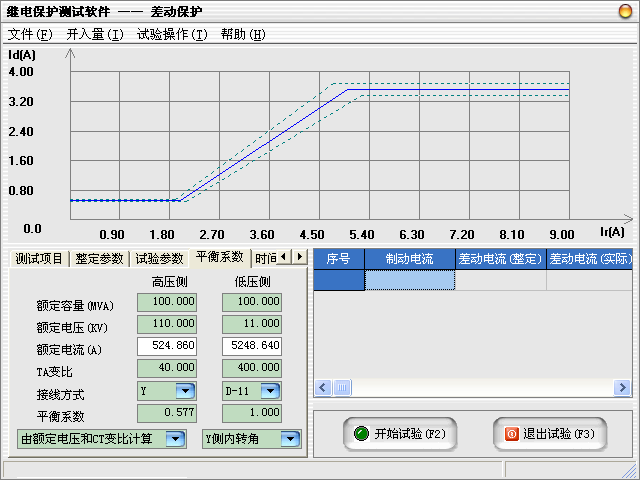 继电保护测试软件 —— 差动保护
文件(F) 开入量(I) 试验操作(T) 帮助(H)
Id(A)
4.00
3.20
2.40
1.60
0.80
0.0
0.90 1.80 2.70 3.60 4.50 5.40 6.30 7.20 8.10 9.00 Ir(A)
测试项目 整定参数 试验参数 平衡系数 时间
高压侧 低压侧
额定容量(MVA) 100.000 100.000
额定电压(KV) 110.000 11.000
额定电流(A) 524.860 5248.640
TA变比 40.000 400.000
接线方式 Y D-11
平衡系数 0.577 1.000
由额定电压和CT变比计算 Y侧内转角
序号 制动电流 差动电流(整定) 差动电流(实际)
开始试验(F2) 退出试验(F3)